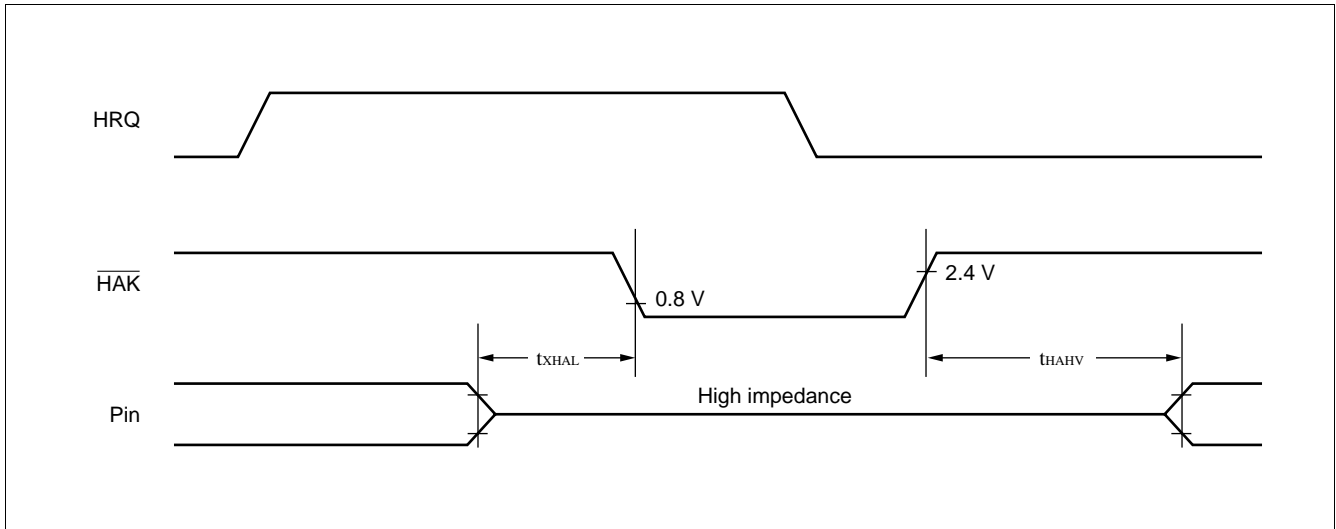 HRQ
HAK
0.8 V
2.4 V
tXHAL
tHAHV
Pin
High impedance